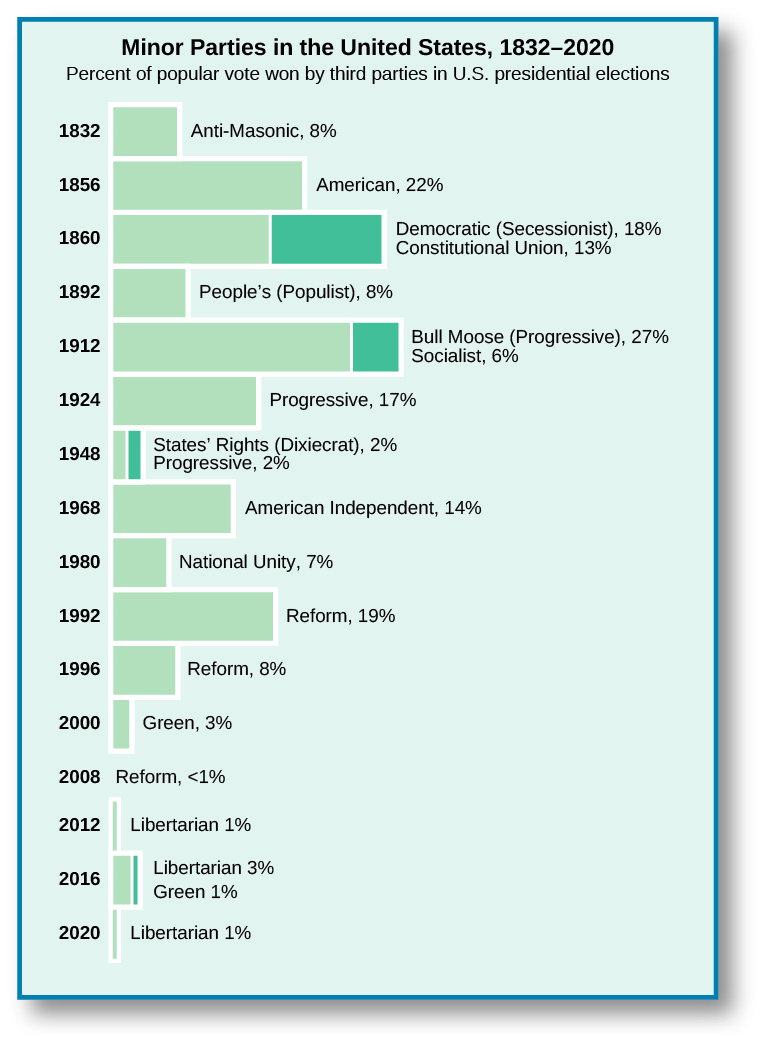 Minor Parties in the United States, 1832–2020
Percent of popular vote won by third parties in U.S. presidential elections
1832 Anti-Masonic, 8%
1856 American, 22%
1860 Democratic (Secessionist), 18%
Constitutional Union, 13%
1892 People’s (Populist), 8%
1912 Bull Moose (Progressive), 27%
Socialist, 6%
1924 Progressive, 17%
1948 States’ Rights (Dixiecrat), 2%
Progressive, 2%
1968 American Independent, 14%
1980 National Unity, 7%
1992 Reform, 19%
1996 Reform, 8%
2000 Green, 3%
2008 Reform, <1%
2012 Libertarian 1%
2016 Libertarian 3%
Green 1%
2020 Libertarian 1%